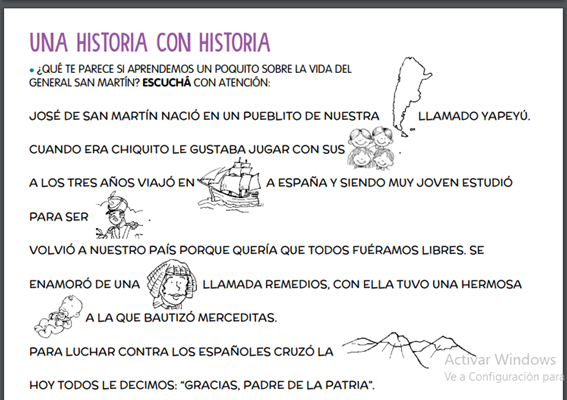 UNA HISTORIA CON HISTORIA
• ¿QUÉ TE PARECE SI APRENDEMOS UN POQUITO SOBRE LA VIDA DEL
GENERAL SAN MARTÍN? ESCUCHÁ CON ATENCIÓN:
JOSÉ DE SAN MARTÍN NACIÓ EN UN PUEBLITO DE NUESTRA LLAMADO YAPEYÚ.
CUANDO ERA CHIQUITO LE GUSTABA JUGAR CON SUS
A LOS TRES AÑOS VIAJÓ EN A ESPAÑA Y SIENDO MUY JOVEN ESTUDIÓ
PARA SER
VOLVIÓ A NUESTRO PAÍS PORQUE QUERÍA QUE TODOS FUÉRAMOS LIBRES. SE
ENAMORÓ DE UNA LLAMADA REMEDIOS, CON ELLA TUVO UNA HERMOSA
A LA QUE BAUTIZÓ MERCEDITAS.
PARA LUCHAR CONTRA LOS ESPAÑOLES CRUZÓ LA
Activar Windows
Ve a Configuración para
HOY TODOS LE DECIMOS: “GRACIAS, PADRE DE LA PATRIA”.